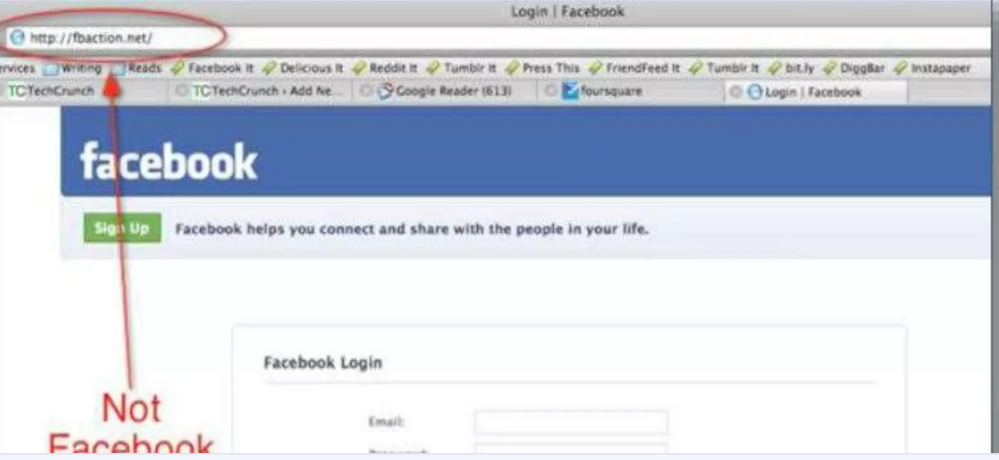 Login | Facebook
http://fbaction.net/
ervices Writing Reads Facebook It Delicious It Reddit It Tumblr It Press This FriendFeed It Tumblr It bit.ly DiggBar Instapaper
TC TechCrunch TC TechCrunch › Add Ne... Google Reader (613) foursquare Login | Facebook
facebook
Sign Up Facebook helps you connect and share with the people in your life.
Facebook Login
Not
Facebook
Email:
Password: